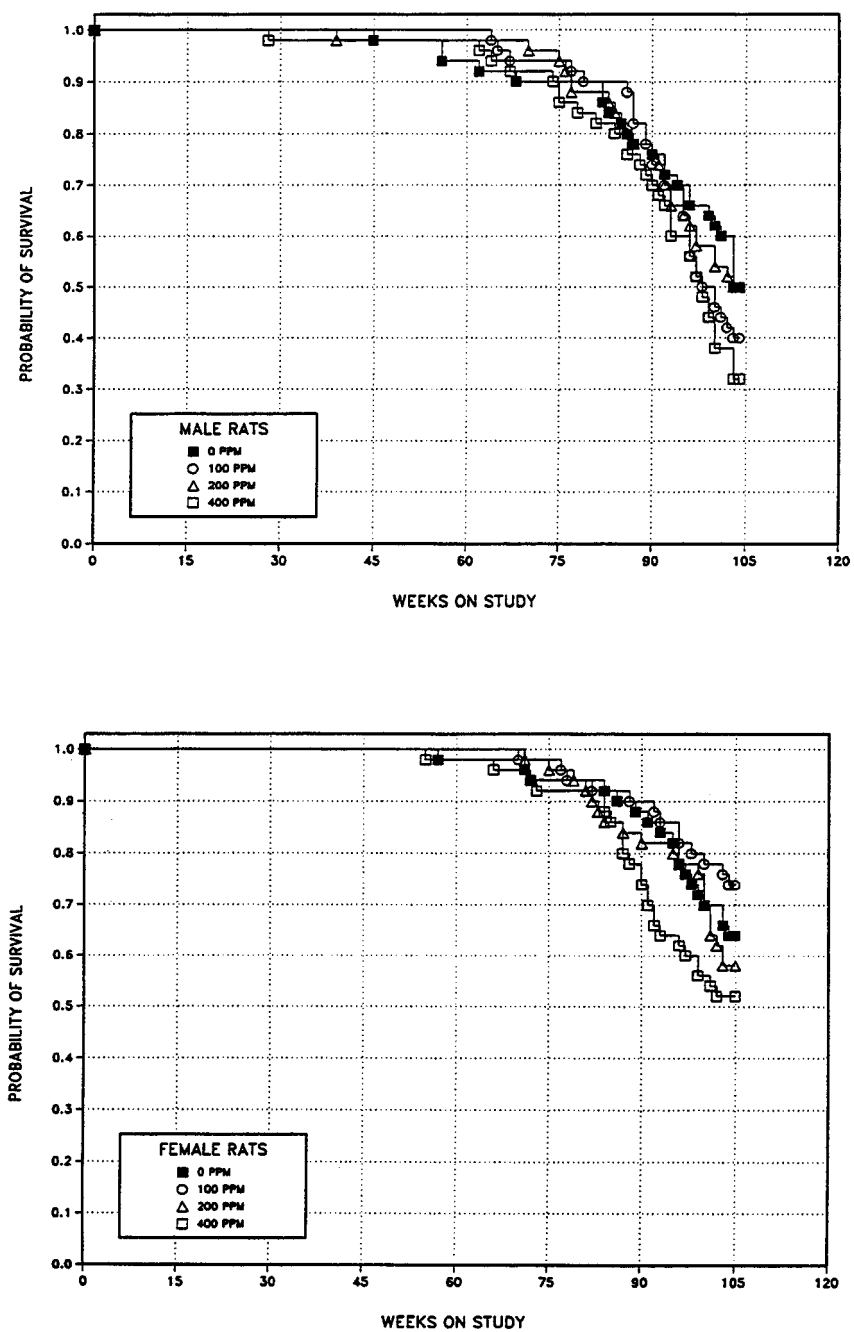 1.0
0.9
0.8
0.7
0.6
0.5
0.4
0.3
0.2
0.1
0.0
PROBABILITY OF SURVIVAL
MALE RATS
0 PPM
100 PPM
200 PPM
400 PPM
0 15 30 45 60 75 90 105 120
WEEKS ON STUDY
1.0
0.9
0.8
0.7
0.6
0.5
0.4
0.3
0.2
0.1
0.0
PROBABILITY OF SURVIVAL
FEMALE RATS
0 PPM
100 PPM
200 PPM
400 PPM
0 15 30 45 60 75 90 105 120
WEEKS ON STUDY